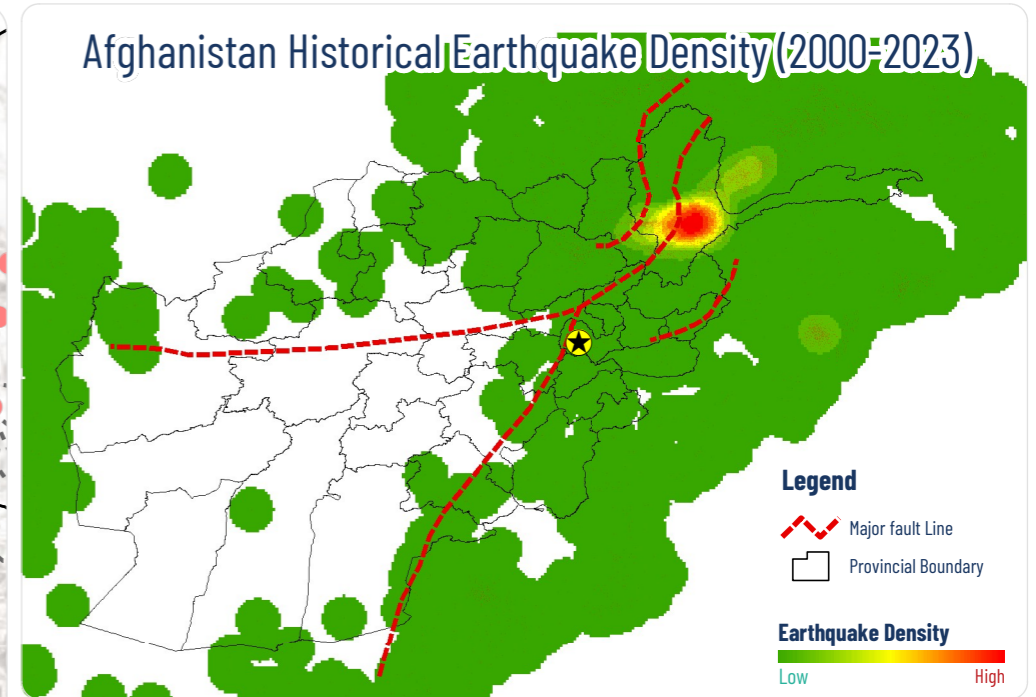 Afghanistan Historical Earthquake Density (2000-2023)
Legend
Major fault Line
Provincial Boundary
Earthquake Density
Low High